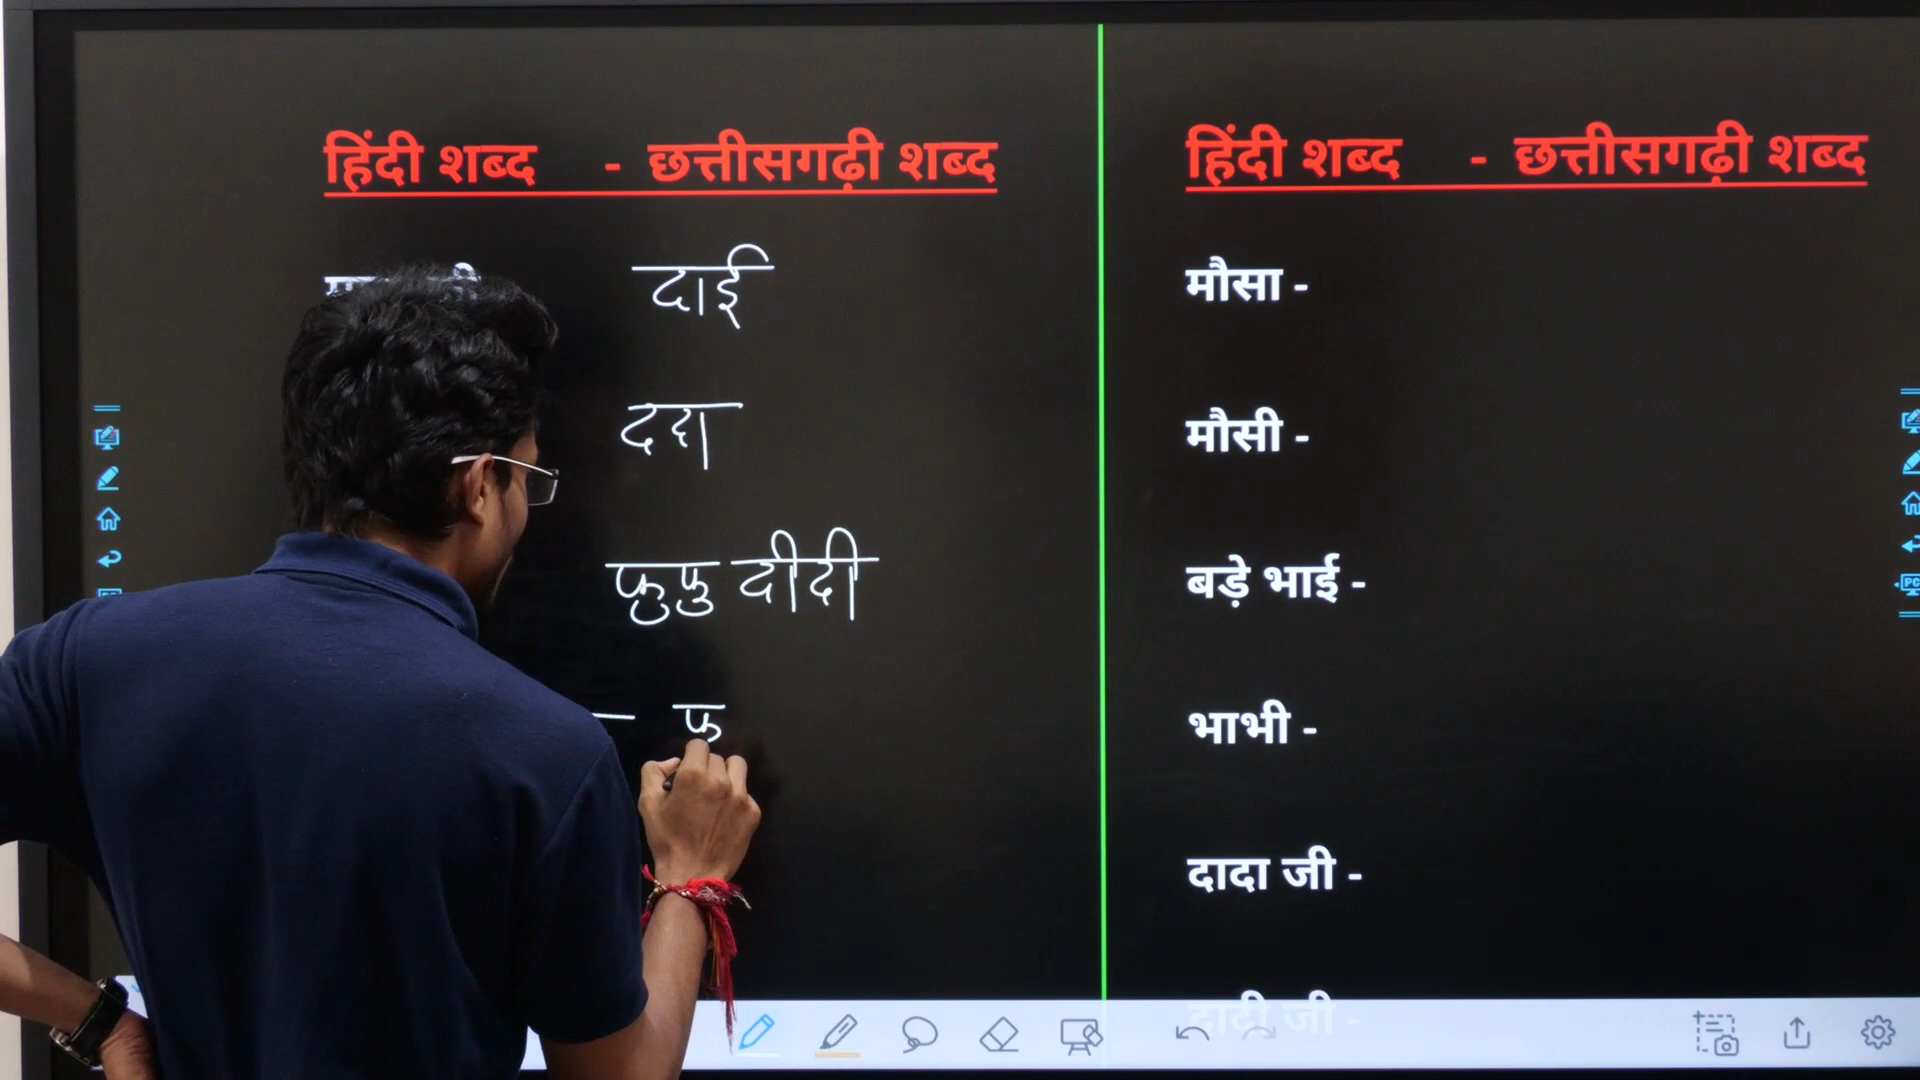 हिंदी शब्द - छत्तीसगढ़ी शब्द
दाई
ददा
फुफु दीदी
फ
हिंदी शब्द - छत्तीसगढ़ी शब्द
मौसा -
मौसी -
बड़े भाई -
भाभी -
दादा जी -
दादी जी -